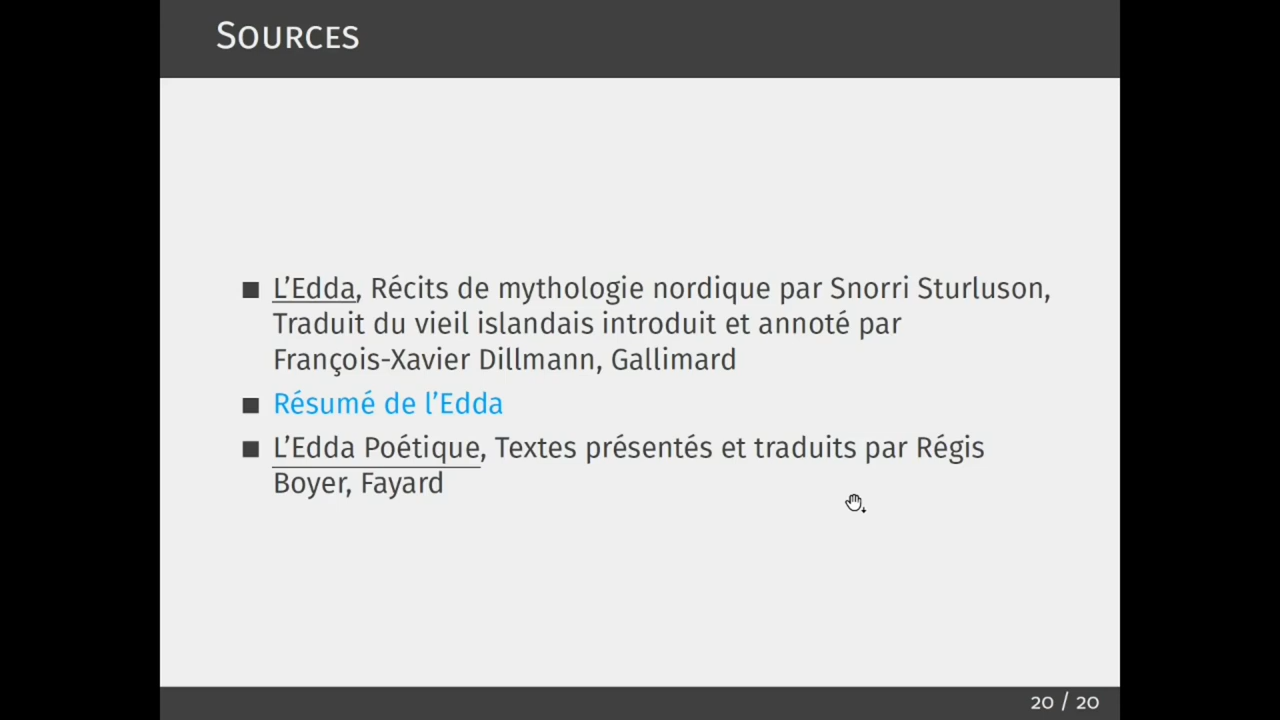 Sources
■ L’Edda, Récits de mythologie nordique par Snorri Sturluson,
Traduit du vieil islandais introduit et annoté par
François-Xavier Dillmann, Gallimard
■ Résumé de l’Edda
■ L’Edda Poétique, Textes présentés et traduits par Régis
Boyer, Fayard
20 / 20